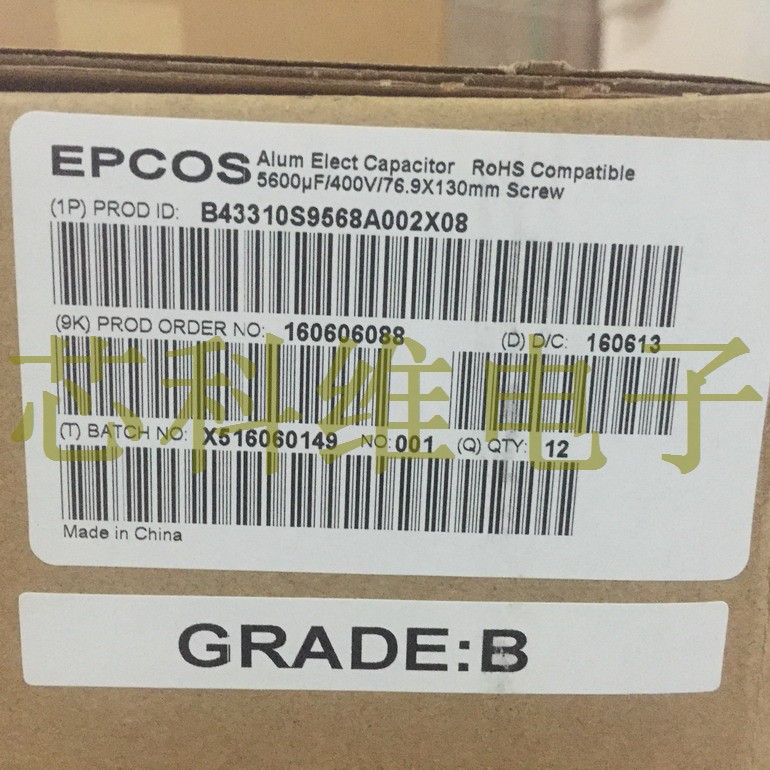 EPCOS Alum Elect Capacitor RoHS Compatible
5600µF/400V/76.9X130mm Screw
(1P) PROD ID: B43310S9568A002X08
(9K) PROD ORDER NO: 160606088 (D) D/C: 160613
芯科维电子
(T) BATCH NO: X516060149 NO:001 (Q) QTY: 12
Made in China
GRADE:B